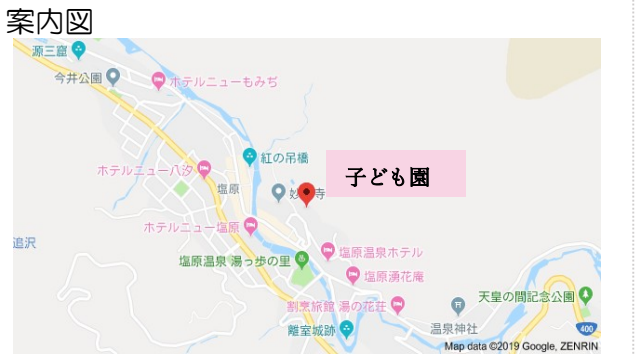 案内図
源三窟
今井公園
ホテルニューもみぢ
紅の吊橋
ホテルニュー八汐
子ども園
塩原
妙 寺
ホテルニュー塩原
追沢
塩原温泉ホテル
塩原温泉 湯っ歩の里
塩原湧花庵
天皇の間記念公園
割烹旅館 湯の花荘
温泉神社
離室城跡
400
Map data ©2019 Google, ZENRIN